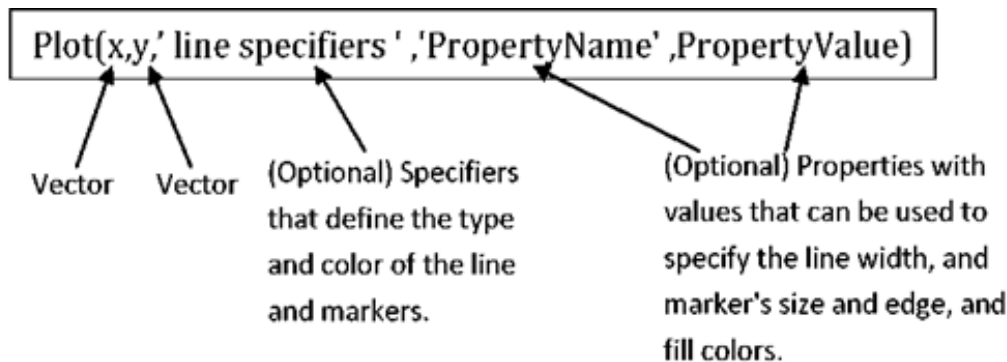 Plot(x,y,' line specifiers ' ,'PropertyName' ,PropertyValue)
Vector
Vector
(Optional) Specifiers
that define the type
and color of the line
and markers.
(Optional) Properties with
values that can be used to
specify the line width, and
marker's size and edge, and
fill colors.